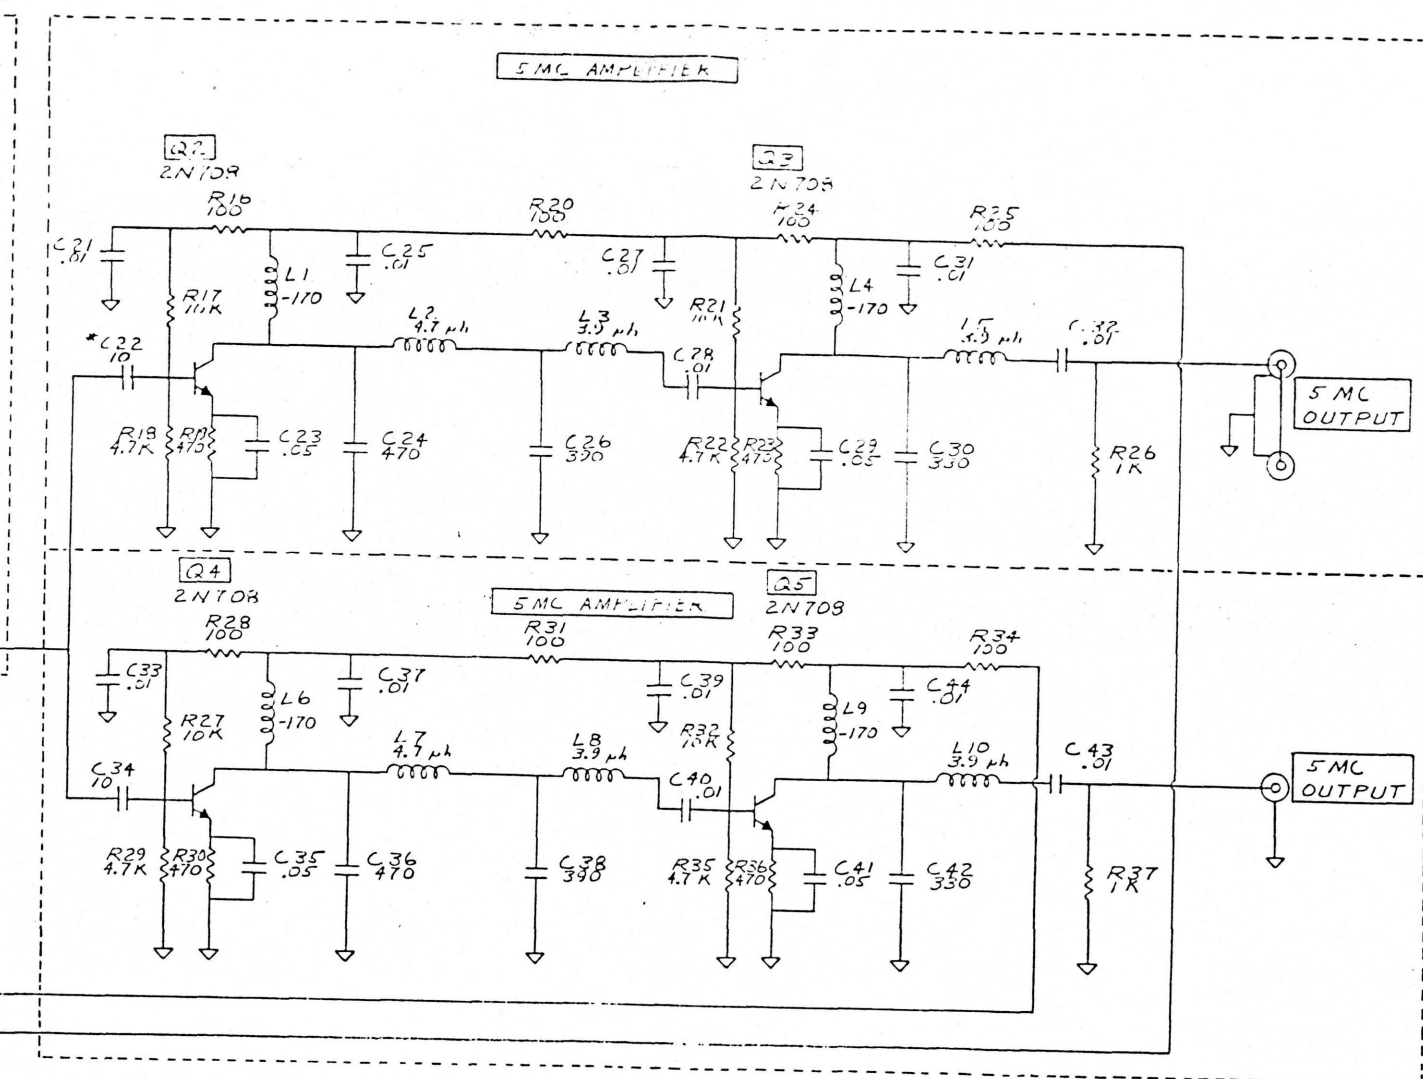 5 MC AMPLIFIER
Q2
2N708
R16
100
C21
.01
R17
10K
L1
-170
C25
.01
R20
100
*C22
10
L2
4.7 μh
L3
3.9 μh
R18
4.7K
R19
470
C23
.05
C24
470
C26
390
Q3
2N708
R24
100
R25
100
C27
.01
R21
10K
L4
-170
C31
.01
C28
.01
L5
3.9 μh
C32
.01
R22
4.7K
R23
470
C29
.05
C30
330
R26
1K
5 MC
OUTPUT
Q4
2N708
5 MC AMPLIFIER
R28
100
C33
.01
R27
10K
L6
-170
C37
.01
R31
100
C34
10
L7
4.7 μh
L8
3.9 μh
R29
4.7K
R30
470
C35
.05
C36
470
C38
390
Q5
2N708
R33
100
R34
100
C39
.01
R32
10K
L9
-170
C44
.01
C40
.01
L10
3.9 μh
C43
.01
R35
4.7K
R36
470
C41
.05
C42
330
R37
1K
5 MC
OUTPUT